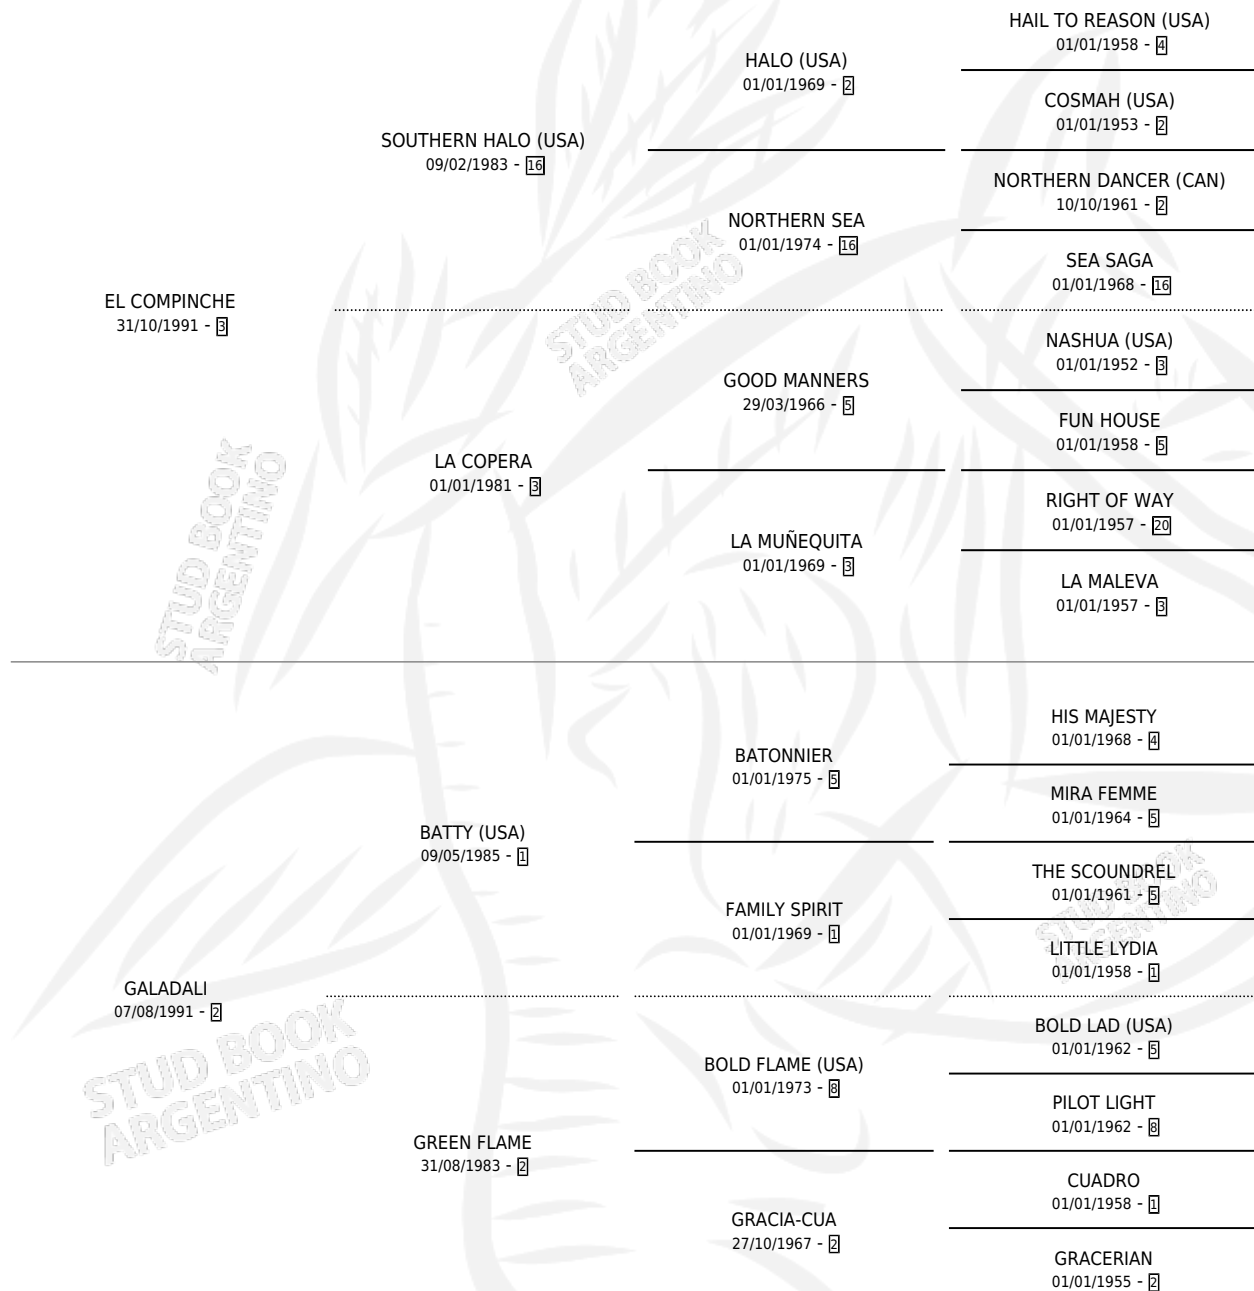 HAIL TO REASON (USA)
01/01/1958 - 4
HALO (USA)
01/01/1969 - 2
COSMAH (USA)
01/01/1953 - 2
SOUTHERN HALO (USA)
09/02/1983 - 16
NORTHERN DANCER (CAN)
10/10/1961 - 2
NORTHERN SEA
01/01/1974 - 16
SEA SAGA
01/01/1968 - 16
EL COMPINCHE
31/10/1991 - 3
STUD BOOK
ARGENTINO
NASHUA (USA)
01/01/1952 - 3
GOOD MANNERS
29/03/1966 - 5
FUN HOUSE
01/01/1958 - 5
LA COPERA
01/01/1981 - 3
RIGHT OF WAY
01/01/1957 - 20
LA MUÑEQUITA
01/01/1969 - 3
LA MALEVA
01/01/1957 - 3
STUD BOOK
ARGENTINO
HIS MAJESTY
01/01/1968 - 4
BATONNIER
01/01/1975 - 5
MIRA FEMME
01/01/1964 - 5
BATTY (USA)
09/05/1985 - 1
THE SCOUNDREL
01/01/1961 - 5
FAMILY SPIRIT
01/01/1969 - 1
LITTLE LYDIA
01/01/1958 - 1
STUD BOOK
ARGENTINO
GALADALI
07/08/1991 - 2
STUD BOOK
ARGENTINO
BOLD LAD (USA)
01/01/1962 - 5
BOLD FLAME (USA)
01/01/1973 - 8
PILOT LIGHT
01/01/1962 - 8
GREEN FLAME
31/08/1983 - 2
CUADRO
01/01/1958 - 1
GRACIA-CUA
27/10/1967 - 2
GRACERIAN
01/01/1955 - 2